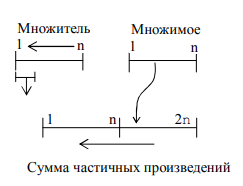 Множитель Множимое
1 n 1 n
1 n 2n
Сумма частичных произведений